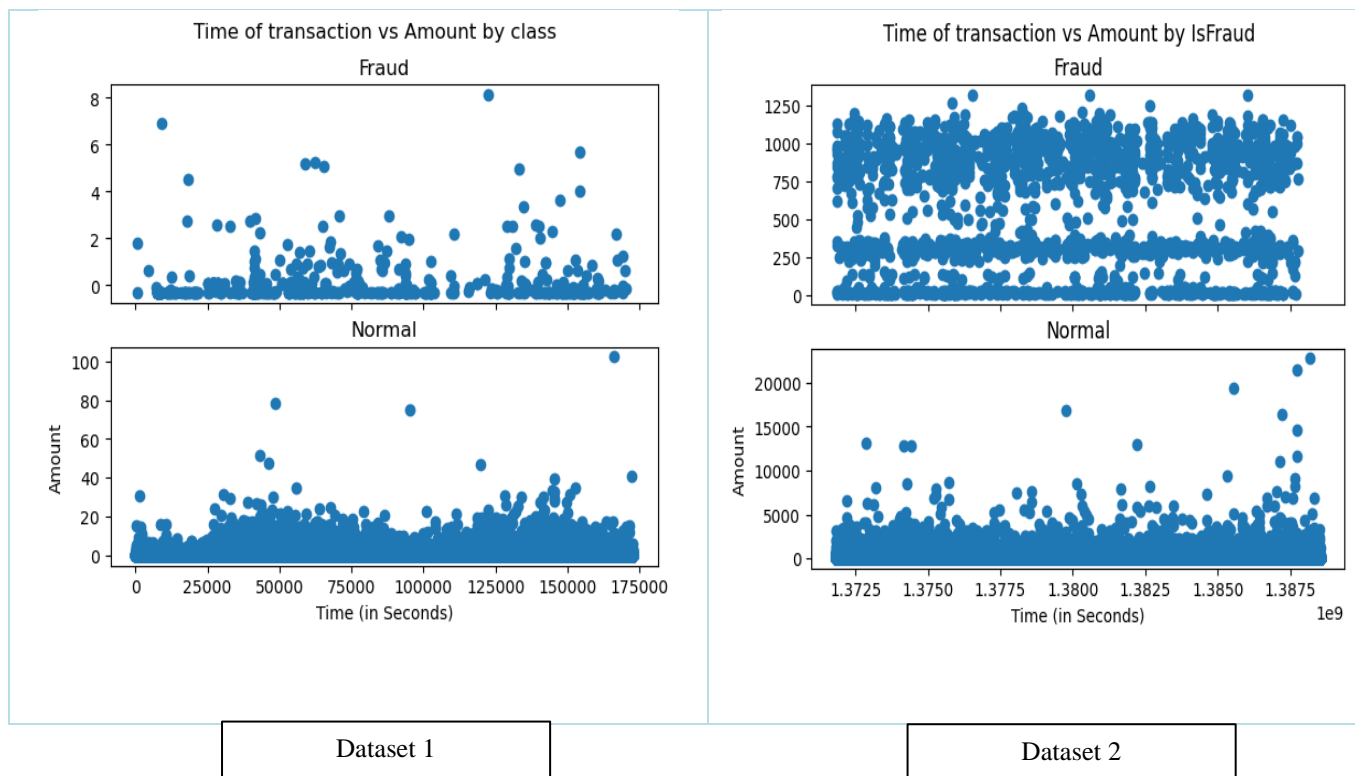 Time of transaction vs Amount by class
Fraud
8
6
4
2
0
Normal
100
80
60
40
20
0
Amount
0 25000 50000 75000 100000 125000 150000 175000
Time (in Seconds)
Dataset 1
Time of transaction vs Amount by IsFraud
Fraud
1250
1000
750
500
250
0
Normal
20000
15000
10000
5000
0
Amount
1.3725 1.3750 1.3775 1.3800 1.3825 1.3850 1.3875
1e9
Time (in Seconds)
Dataset 2